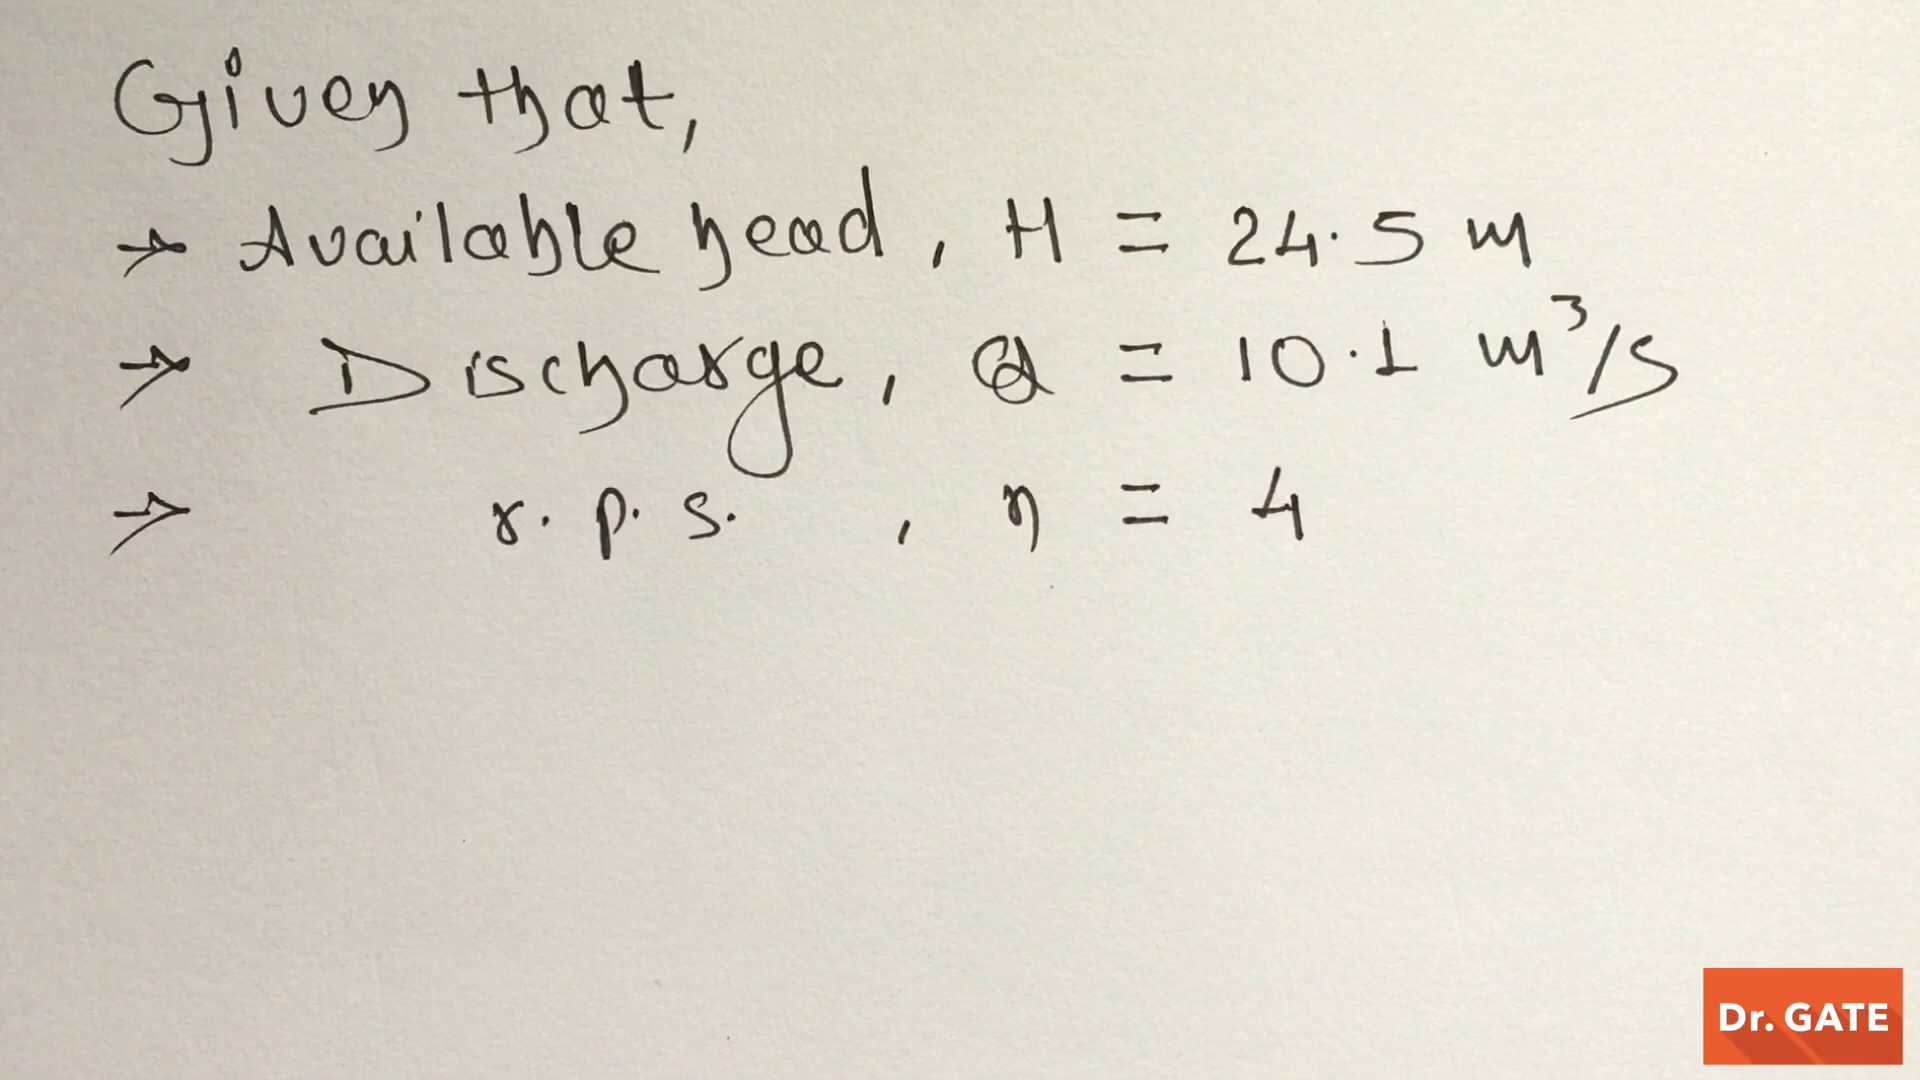 Given that,
→ Available head, H = 24.5 m
→ Discharge, Q = 10.1 m³/s
→ r.p.s., n = 4
Dr. GATE